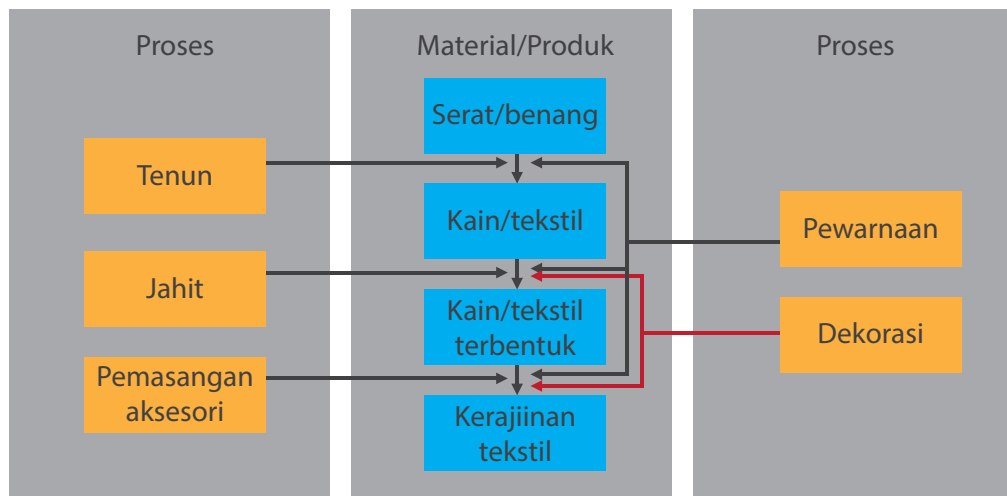 Proses
Material/Produk
Proses
Serat/benang
Tenun
Kain/tekstil
Pewarnaan
Jahit
Kain/tekstil
terbentuk
Dekorasi
Pemasangan
aksesori
Kerajiinan
tekstil